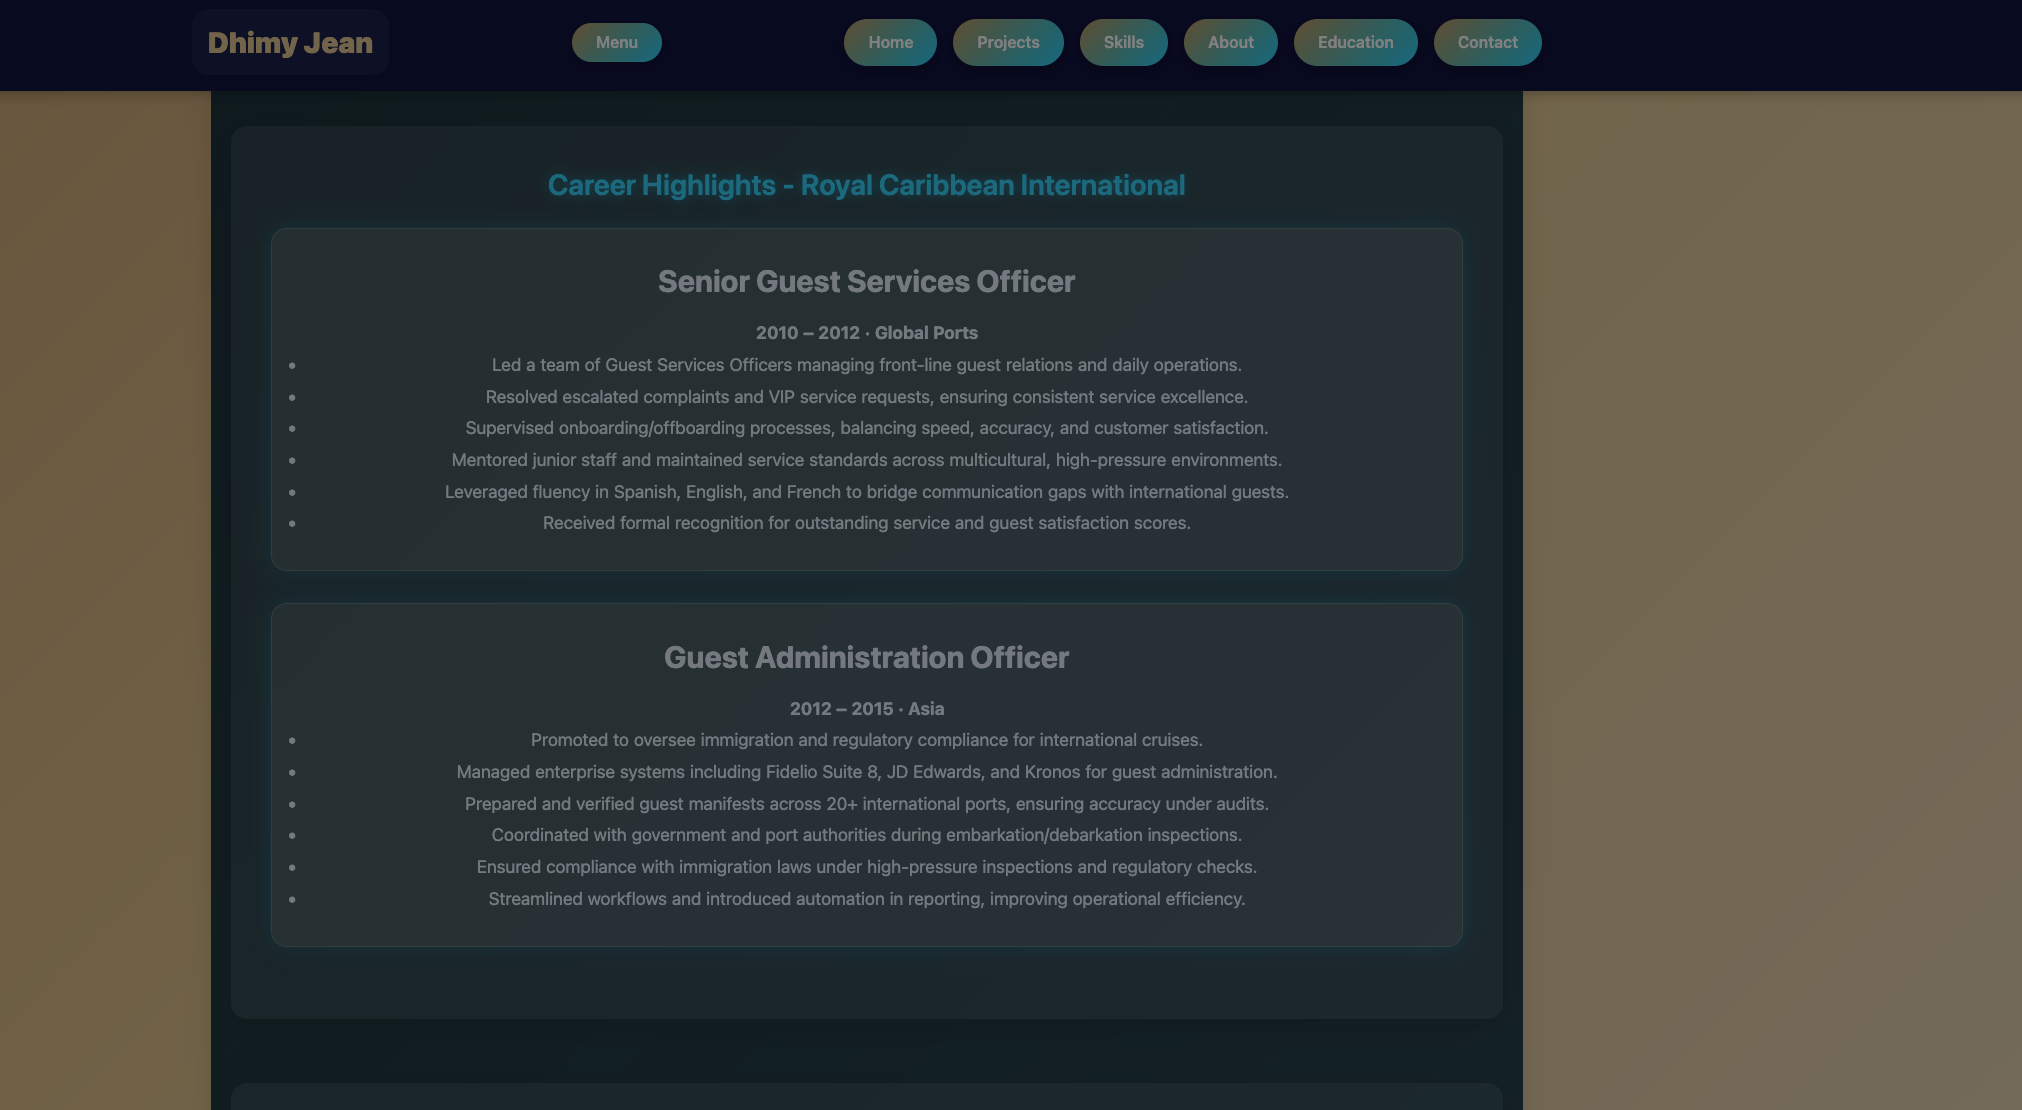 Dhimy Jean
Menu
Home
Projects
Skills
About
Education
Contact
Career Highlights - Royal Caribbean International
Senior Guest Services Officer
2010 – 2012 · Global Ports
• Led a team of Guest Services Officers managing front-line guest relations and daily operations.
• Resolved escalated complaints and VIP service requests, ensuring consistent service excellence.
• Supervised onboarding/offboarding processes, balancing speed, accuracy, and customer satisfaction.
• Mentored junior staff and maintained service standards across multicultural, high-pressure environments.
• Leveraged fluency in Spanish, English, and French to bridge communication gaps with international guests.
• Received formal recognition for outstanding service and guest satisfaction scores.
Guest Administration Officer
2012 – 2015 · Asia
• Promoted to oversee immigration and regulatory compliance for international cruises.
• Managed enterprise systems including Fidelio Suite 8, JD Edwards, and Kronos for guest administration.
• Prepared and verified guest manifests across 20+ international ports, ensuring accuracy under audits.
• Coordinated with government and port authorities during embarkation/debarkation inspections.
• Ensured compliance with immigration laws under high-pressure inspections and regulatory checks.
• Streamlined workflows and introduced automation in reporting, improving operational efficiency.